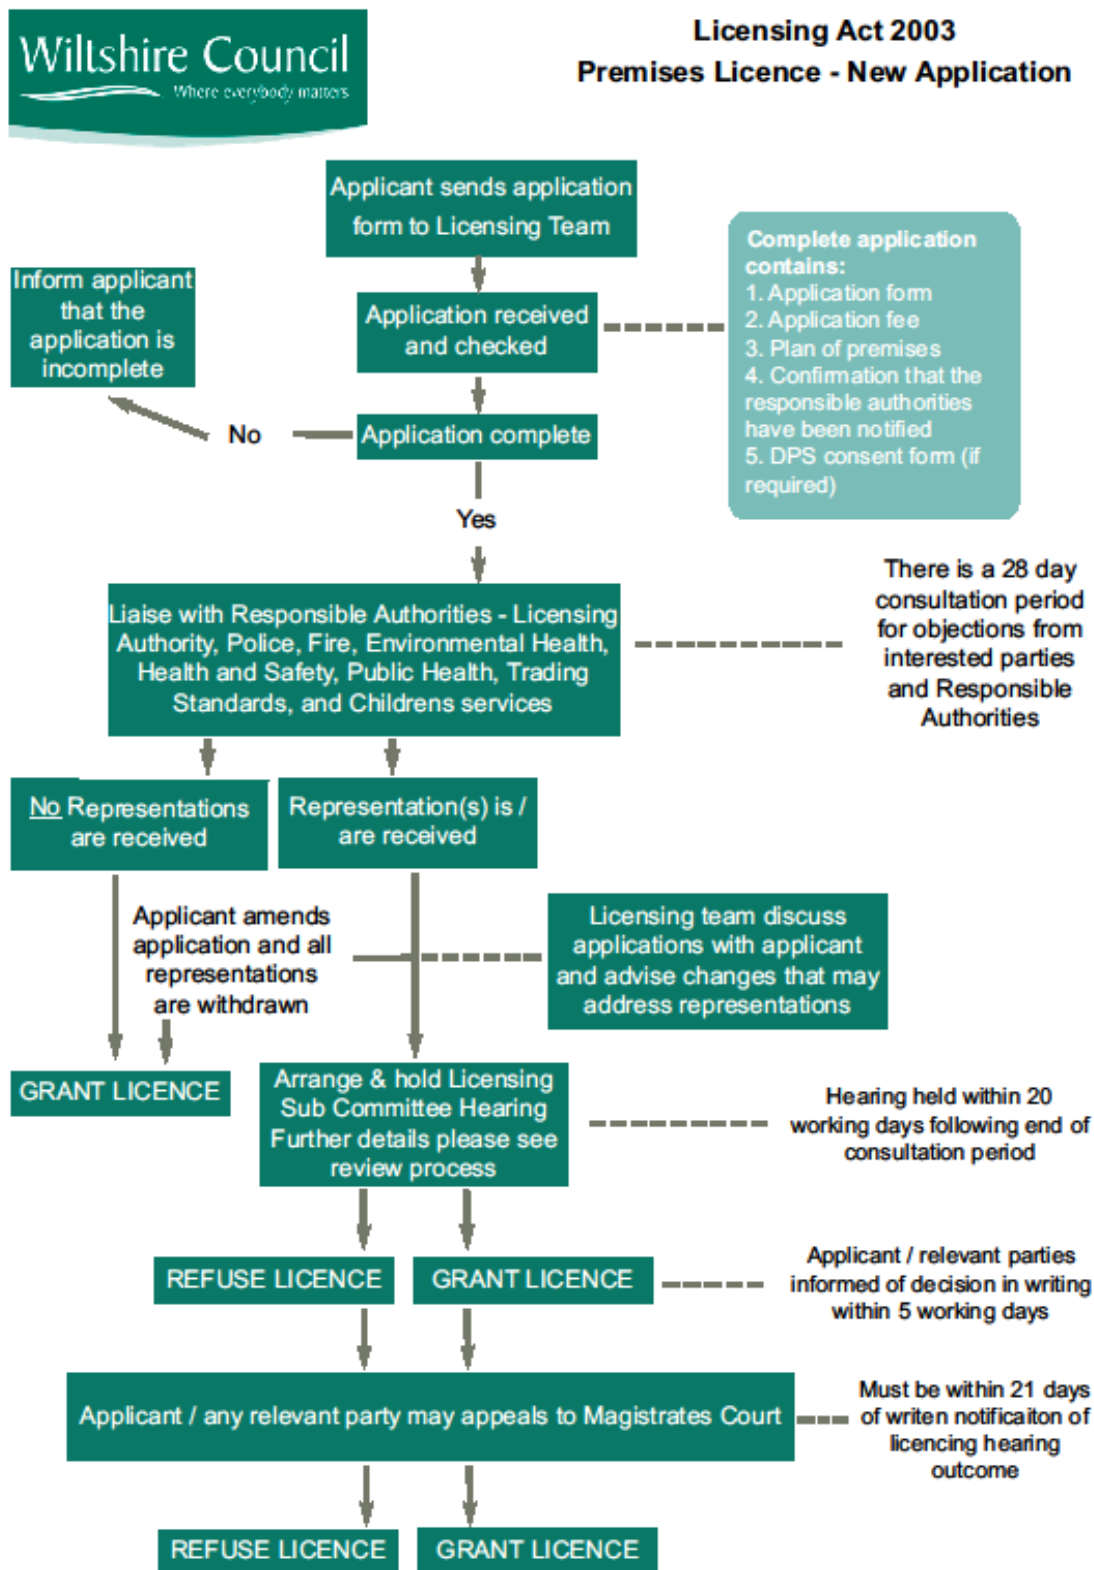 Wiltshire Council
Where everybody matters
Licensing Act 2003
Premises Licence - New Application
Applicant sends application
form to Licensing Team
Complete application
contains:
1. Application form
2. Application fee
3. Plan of premises
4. Confirmation that the
responsible authorities
have been notified
5. DPS consent form (if
required)
Inform applicant
that the
application is
incomplete
Application received
and checked
No
Application complete
Yes
There is a 28 day
consultation period
for objections from
interested parties
and Responsible
Authorities
Liaise with Responsible Authorities - Licensing
Authority, Police, Fire, Environmental Health,
Health and Safety, Public Health, Trading
Standards, and Childrens services
No Representations
are received
Representation(s) is /
are received
Applicant amends
application and all
representations
are withdrawn
Licensing team discuss
applications with applicant
and advise changes that may
address representations
GRANT LICENCE
Arrange & hold Licensing
Sub Committee Hearing
Further details please see
review process
Hearing held within 20
working days following end of
consultation period
REFUSE LICENCE
GRANT LICENCE
Applicant / relevant parties
informed of decision in writing
within 5 working days
Applicant / any relevant party may appeals to Magistrates Court
Must be within 21 days
of writen notificaiton of
licencing hearing
outcome
REFUSE LICENCE
GRANT LICENCE